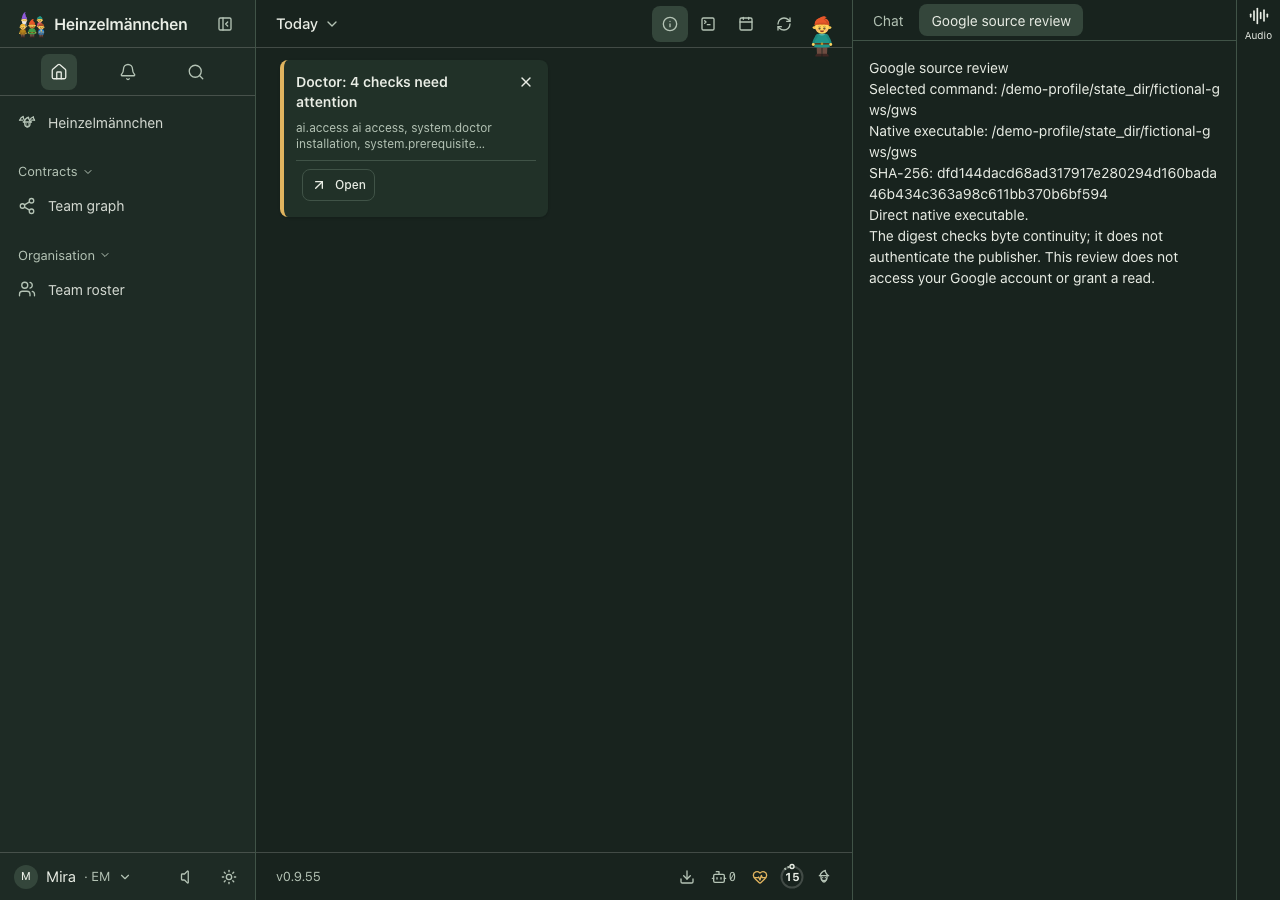 Heinzelmännchen
Heinzelmännchen
Contracts
Team graph
Organisation
Team roster
M
Mira · EM
Today
Doctor: 4 checks need
attention
ai.access ai access, system.doctor
installation, system.prerequisite...
Open
v0.9.55
0
15
Chat
Google source review
Google source review
Selected command: /demo-profile/state_dir/fictional-g
ws/gws
Native executable: /demo-profile/state_dir/fictional-g
ws/gws
SHA-256: dfd144dacd68ad317917e280294d160bada
46b434c363a98c611bb370b6bf594
Direct native executable.
The digest checks byte continuity; it does not
authenticate the publisher. This review does not
access your Google account or grant a read.
Audio